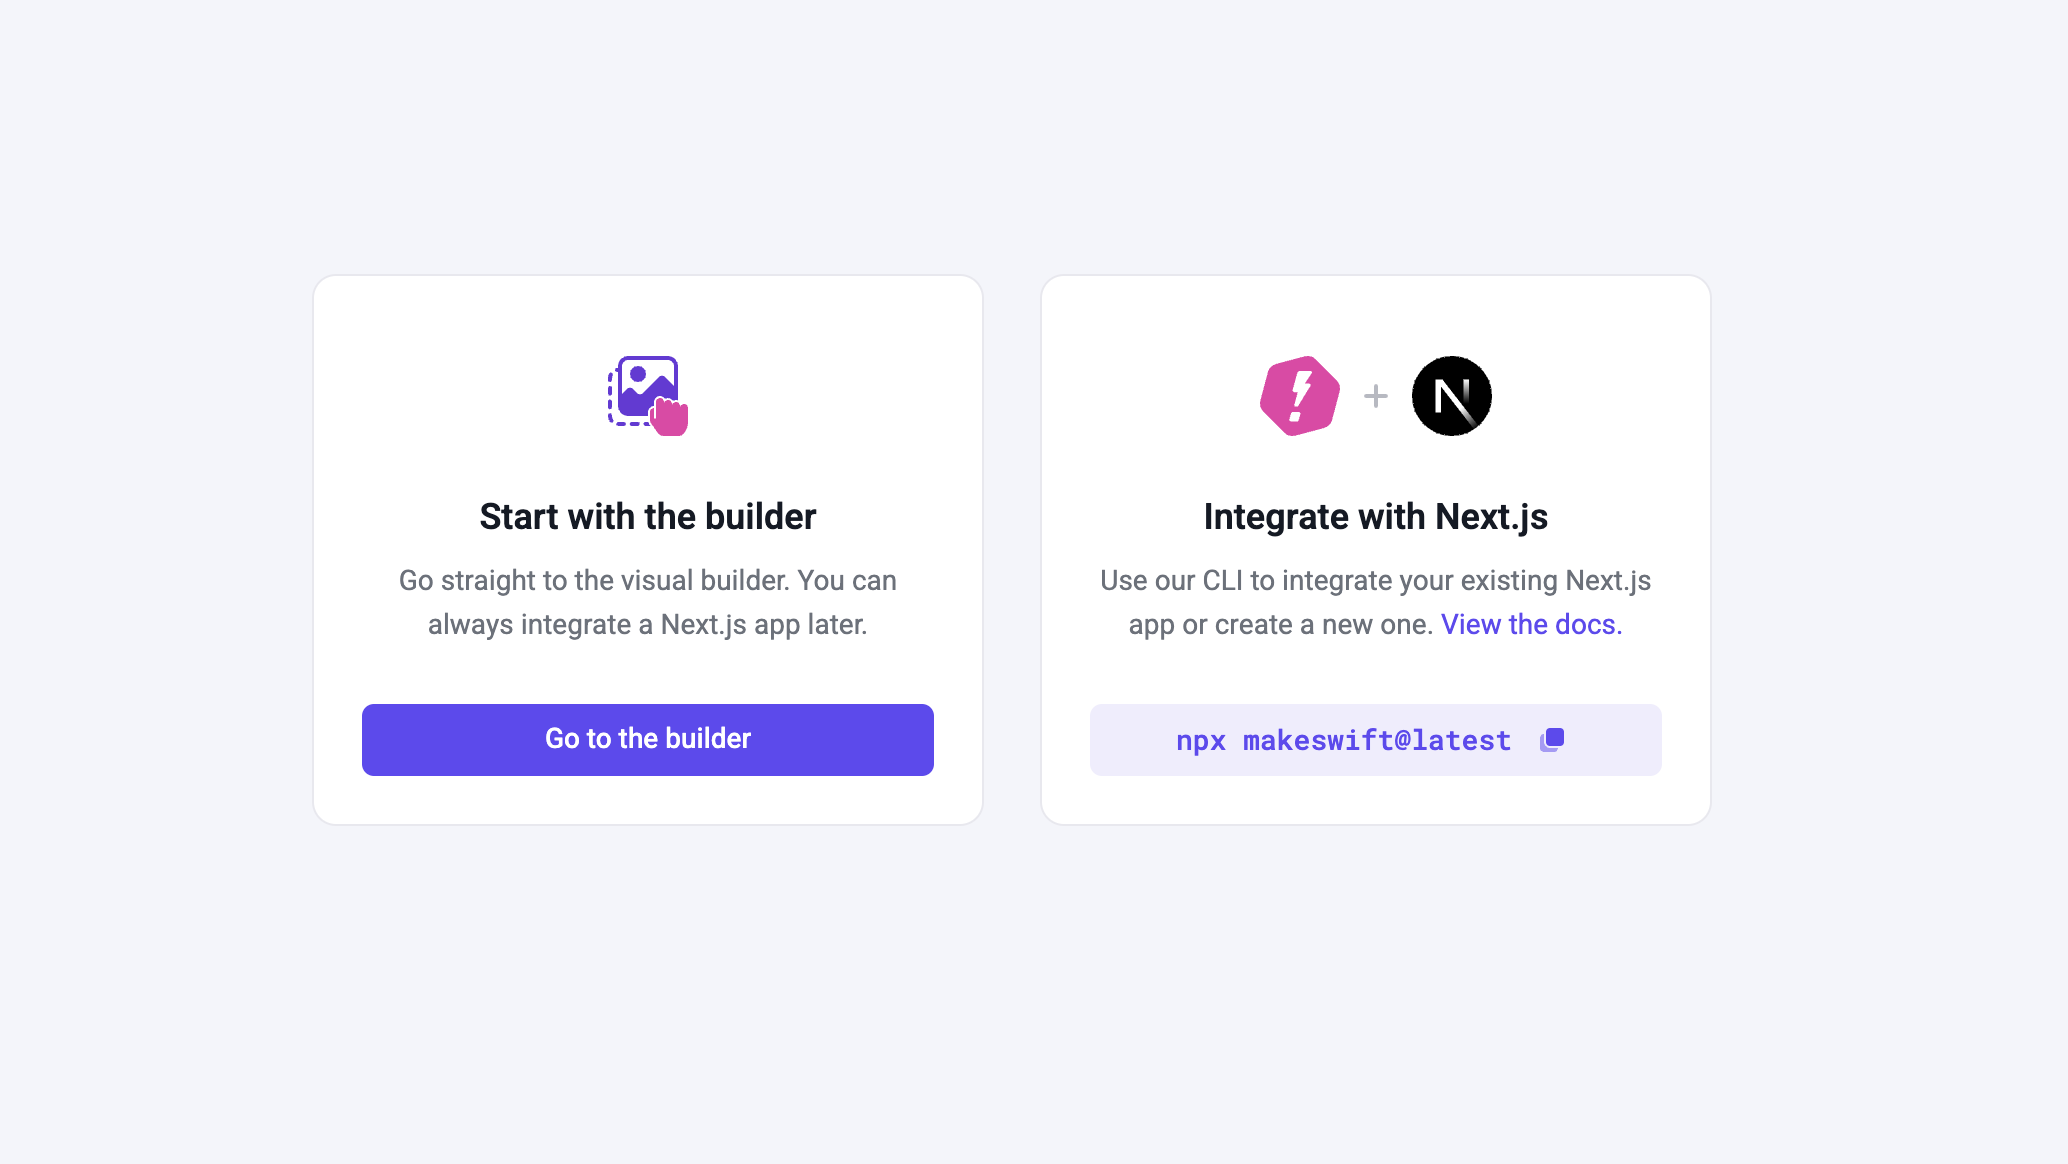 Start with the builder
Go straight to the visual builder. You can
always integrate a Next.js app later.
Go to the builder
Integrate with Next.js
Use our CLI to integrate your existing Next.js
app or create a new one. View the docs.
npx makeswift@latest